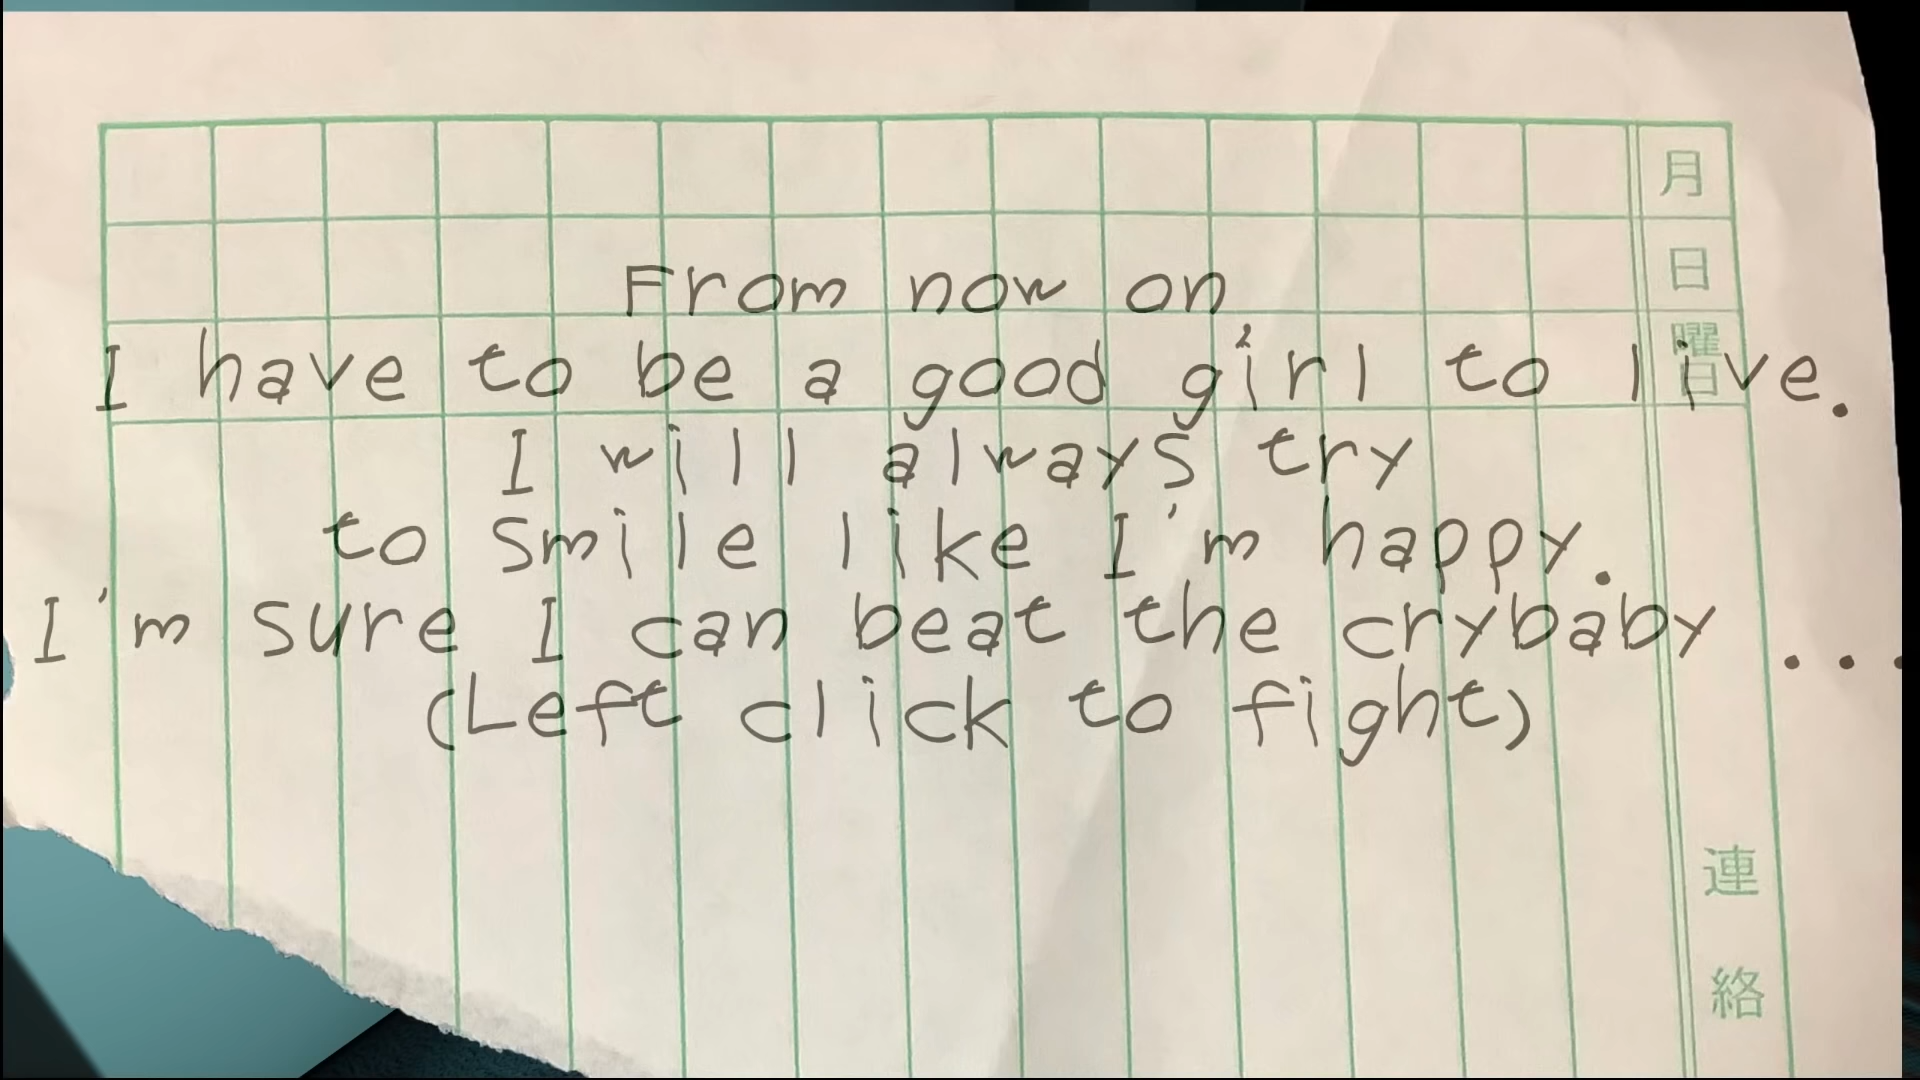 From now on
I have to be a good girl to live.
I will always try
to smile like I'm happy.
I'm sure I can beat the crybaby...
(Left click to fight)
月
日
曜
日
連
絡